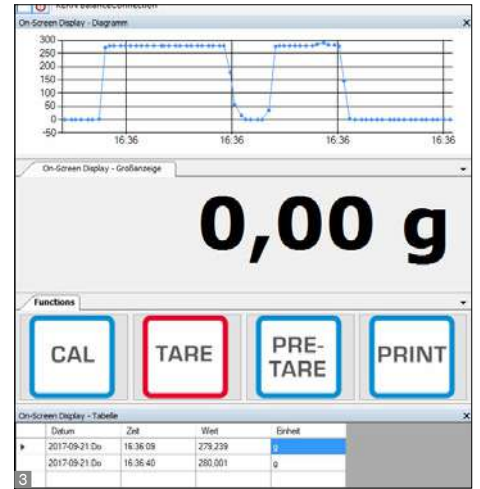 KERN BalanceConnection
On-Screen Display - Diagramm X
300
250
200
150
100
50
0
-50
16:36 16:36 16:36 16:36
On-Screen Display - Großanzeige
0,00 g
Functions
CAL TARE PRE-TARE PRINT
On-Screen Display - Tabelle X
Datum Zeit Wert Einheit
2017-09-21 Do 16:36:09 279,239 g
2017-09-21 Do 16:36:40 280,001 g
3